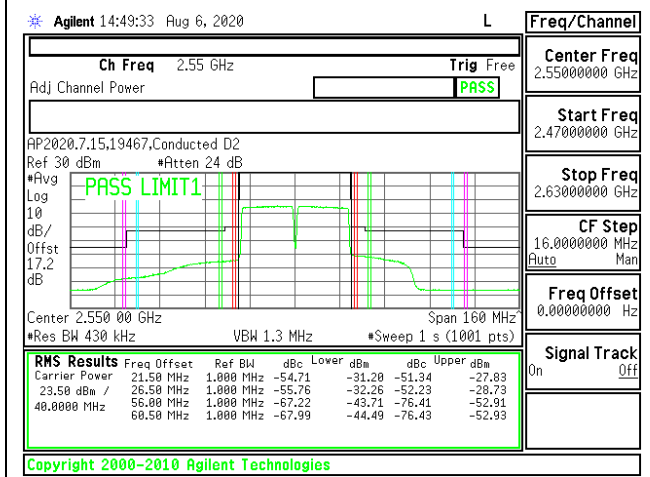 Agilent 14:49:33 Aug 6, 2020 L
Freq/Channel
Ch Freq 2.55 GHz Trig Free
Adj Channel Power PASS
AP2020.7.15,19467,Conducted D2
Ref 30 dBm #Atten 24 dB
#Avg
Log
10
dB/
Offst
17.2
dB
PASS LIMIT1
Center 2.550 00 GHz Span 160 MHz^
#Res BW 430 kHz VBW 1.3 MHz #Sweep 1 s (1001 pts)
RMS Results Freq Offset Ref BW dBc Lower dBm dBc Upper dBm
Carrier Power 21.50 MHz 1.000 MHz -54.71 -31.20 -51.34 -27.83
23.50 dBm / 26.50 MHz 1.000 MHz -55.76 -32.26 -52.23 -28.73
40.0000 MHz 56.00 MHz 1.000 MHz -67.22 -43.71 -76.41 -52.91
60.50 MHz 1.000 MHz -67.99 -44.49 -76.43 -52.93
Center Freq
2.55000000 GHz
Start Freq
2.47000000 GHz
Stop Freq
2.63000000 GHz
CF Step
16.0000000 MHz
Auto Man
Freq Offset
0.00000000 Hz
Signal Track
On Off
Copyright 2000-2010 Agilent Technologies